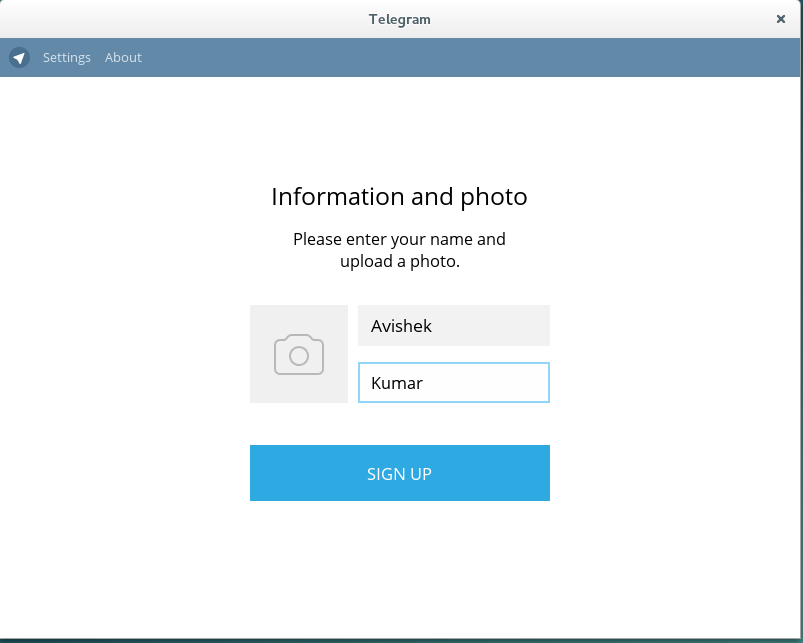 Telegram
Settings About
Information and photo
Please enter your name and
upload a photo.
Avishek
Kumar
SIGN UP